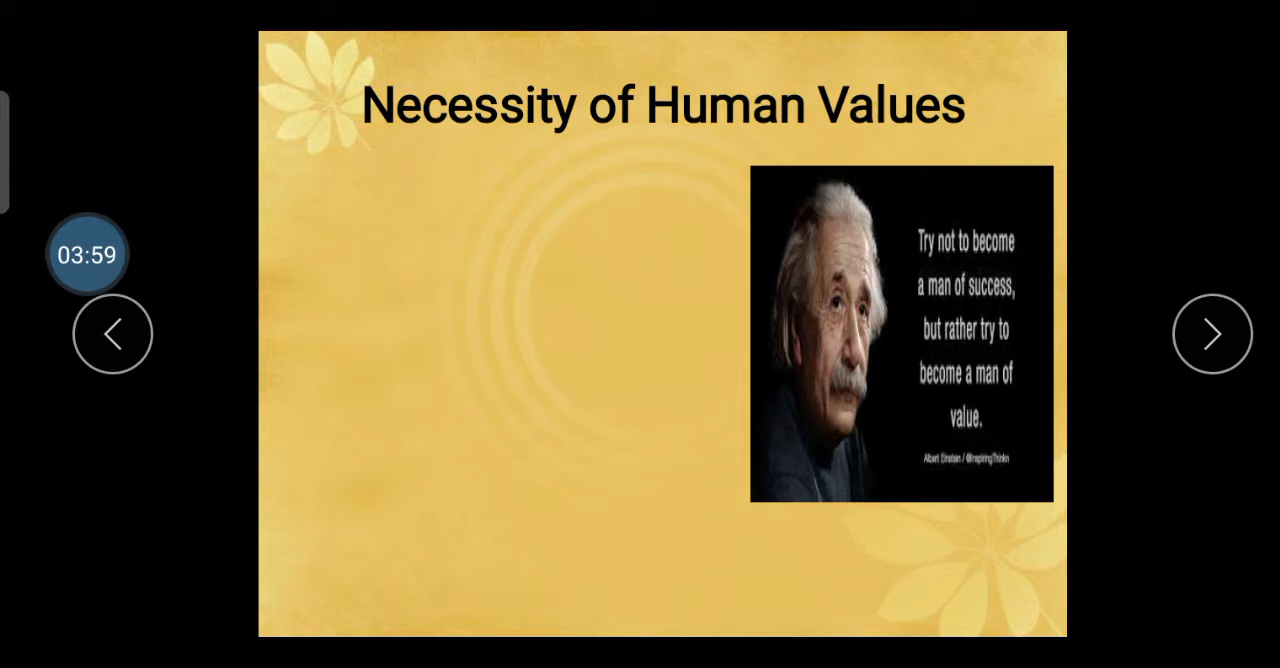 Necessity of Human Values
03:59
Try not to become
a man of success,
but rather try to
become a man of
value.
Albert Einstein / @InspiringThinkn